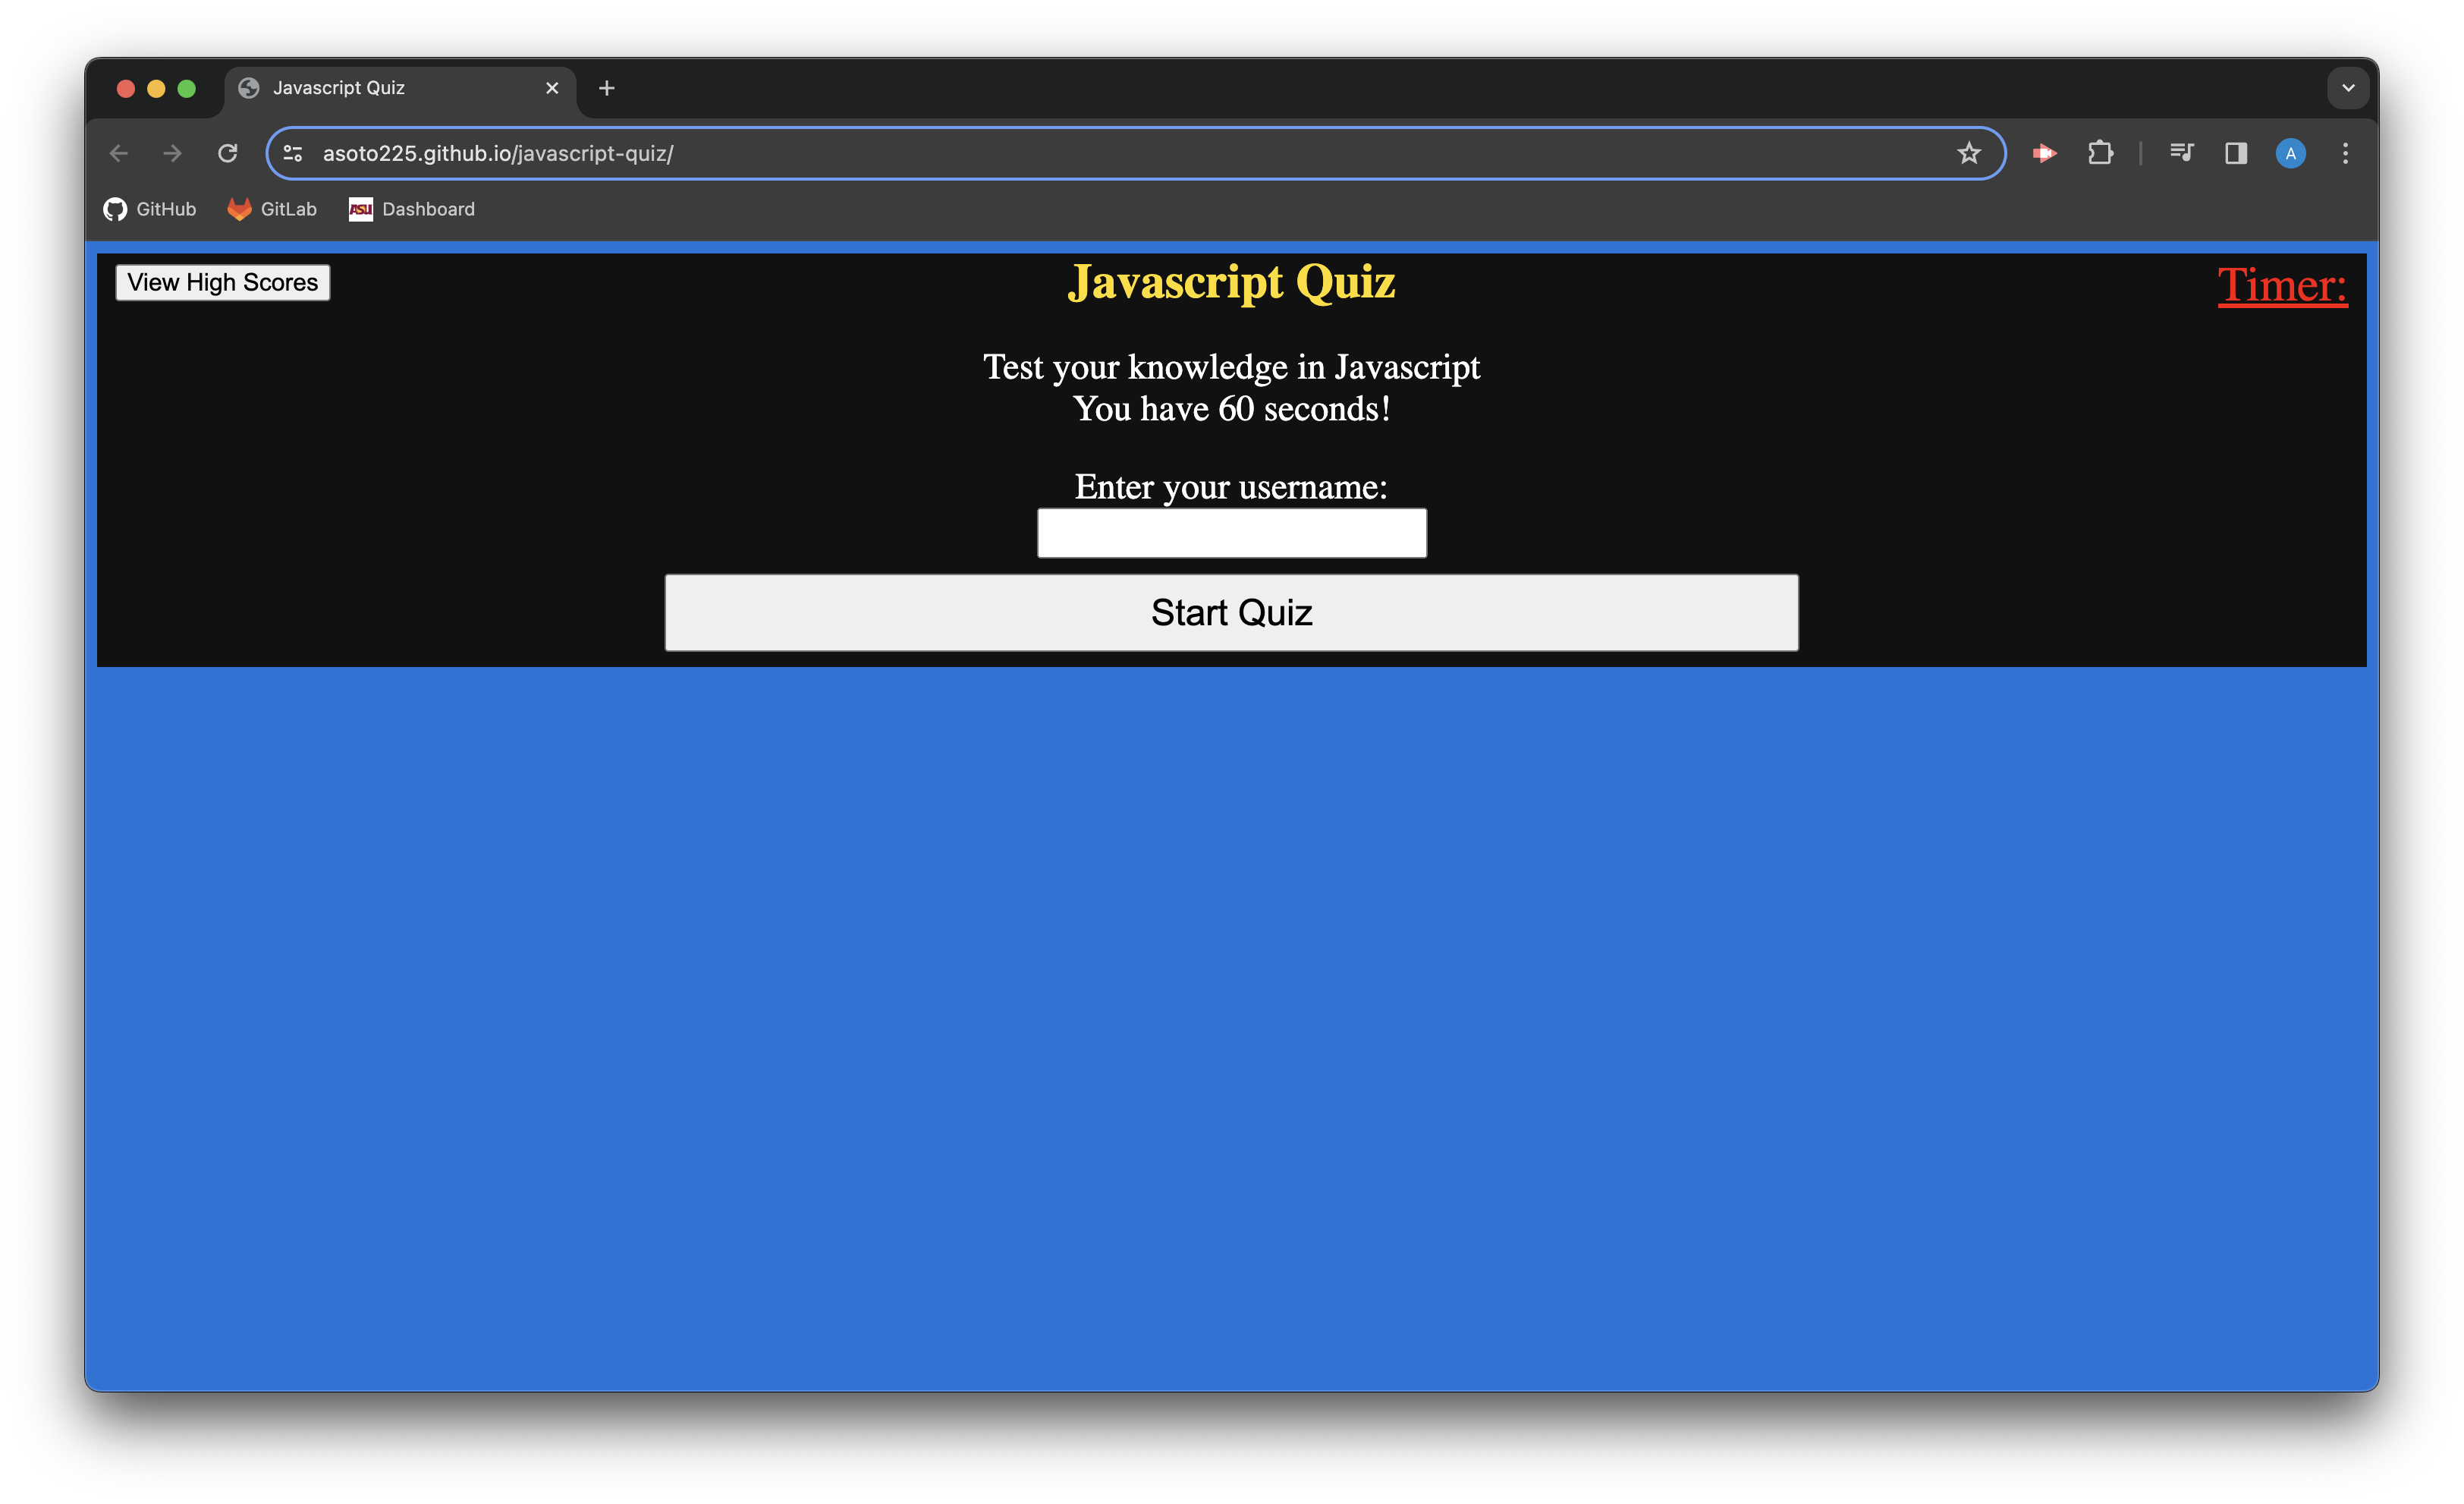 Javascript Quiz
asoto225.github.io/javascript-quiz/
A
GitHub GitLab ASU Dashboard
View High Scores Javascript Quiz Timer:
Test your knowledge in Javascript
You have 60 seconds!
Enter your username:
Start Quiz